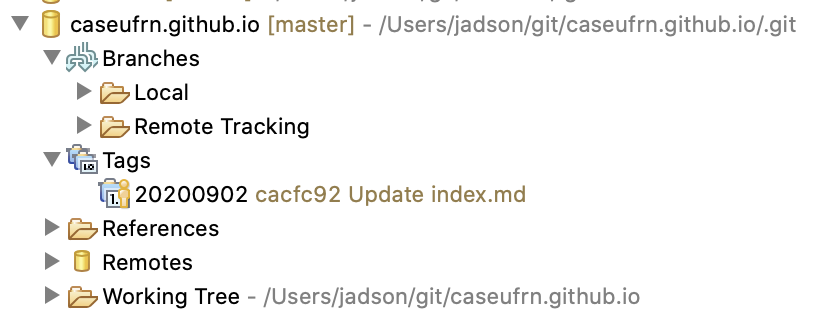 caseufrn.github.io [master] - /Users/jadson/git/caseufrn.github.io/.git
Branches
Local
Remote Tracking
Tags
20200902 cacfc92 Update index.md
References
Remotes
Working Tree - /Users/jadson/git/caseufrn.github.io